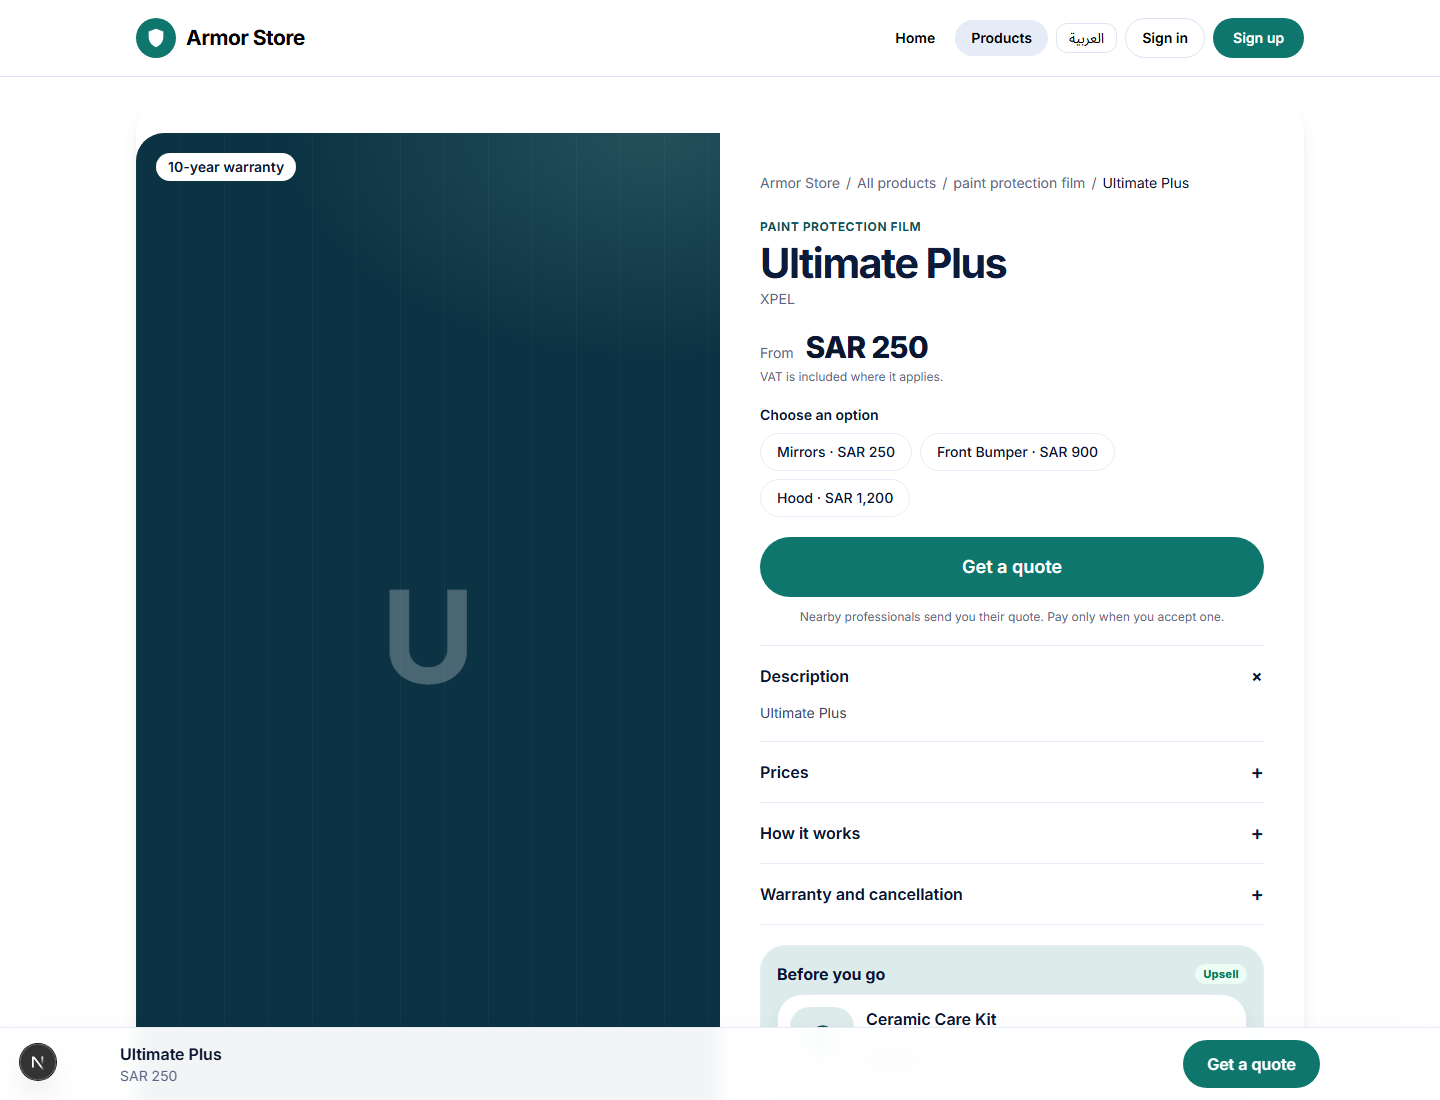 Armor Store
Home
Products
العربية
Sign in
Sign up
10-year warranty
Armor Store / All products / paint protection film / Ultimate Plus
PAINT PROTECTION FILM
Ultimate Plus
XPEL
From SAR 250
VAT is included where it applies.
Choose an option
Mirrors · SAR 250
Front Bumper · SAR 900
Hood · SAR 1,200
U
Get a quote
Nearby professionals send you their quote. Pay only when you accept one.
Description ×
Ultimate Plus
Prices +
How it works +
Warranty and cancellation +
Before you go
Upsell
Ceramic Care Kit
N
Ultimate Plus
SAR 250
Get a quote